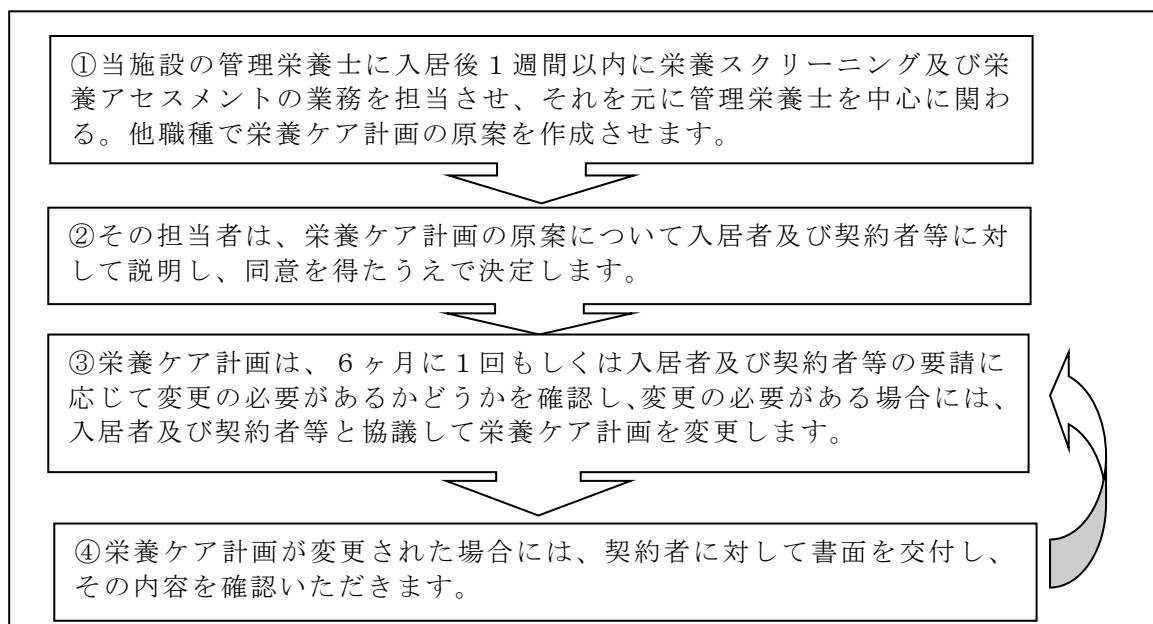 ①当施設の管理栄養士に入居後1週間以内に栄養スクリーニング及び栄
養アセスメントの業務を担当させ、それを元に管理栄養士を中心に関わ
る。他職種で栄養ケア計画の原案を作成させます。
②その担当者は、栄養ケア計画の原案について入居者及び契約者等に対
して説明し、同意を得たうえで決定します。
③栄養ケア計画は、6ヶ月に1回もしくは入居者及び契約者等の要請に
応じて変更の必要があるかどうかを確認し、変更の必要がある場合には、
入居者及び契約者等と協議して栄養ケア計画を変更します。
④栄養ケア計画が変更された場合には、契約者に対して書面を交付し、
その内容を確認いただきます。